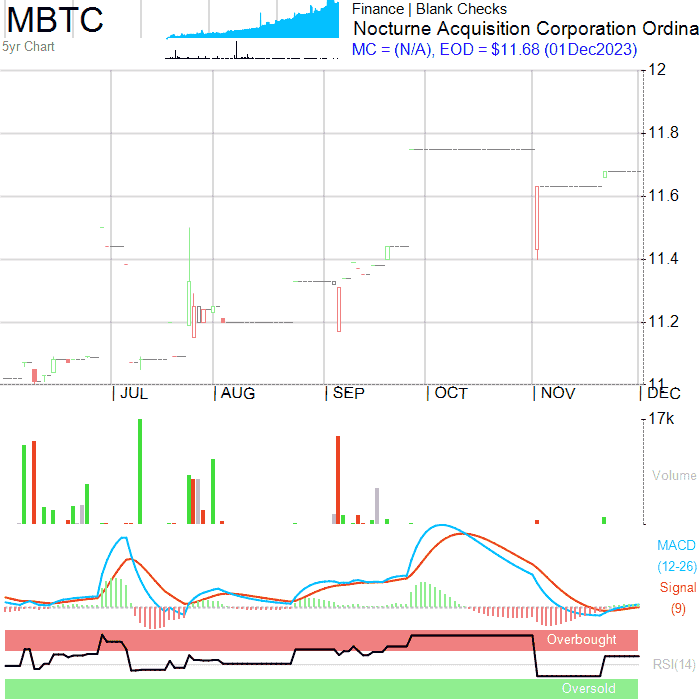 MBTC
5yr Chart
Finance | Blank Checks
Nocturne Acquisition Corporation Ordina
MC = (N/A), EOD = $11.68 (01Dec2023)
12
11.8
11.6
11.4
11.2
11
JUL AUG SEP OCT NOV DEC
17k
Volume
MACD
(12-26)
Signal
(9)
Overbought
RSI(14)
Oversold